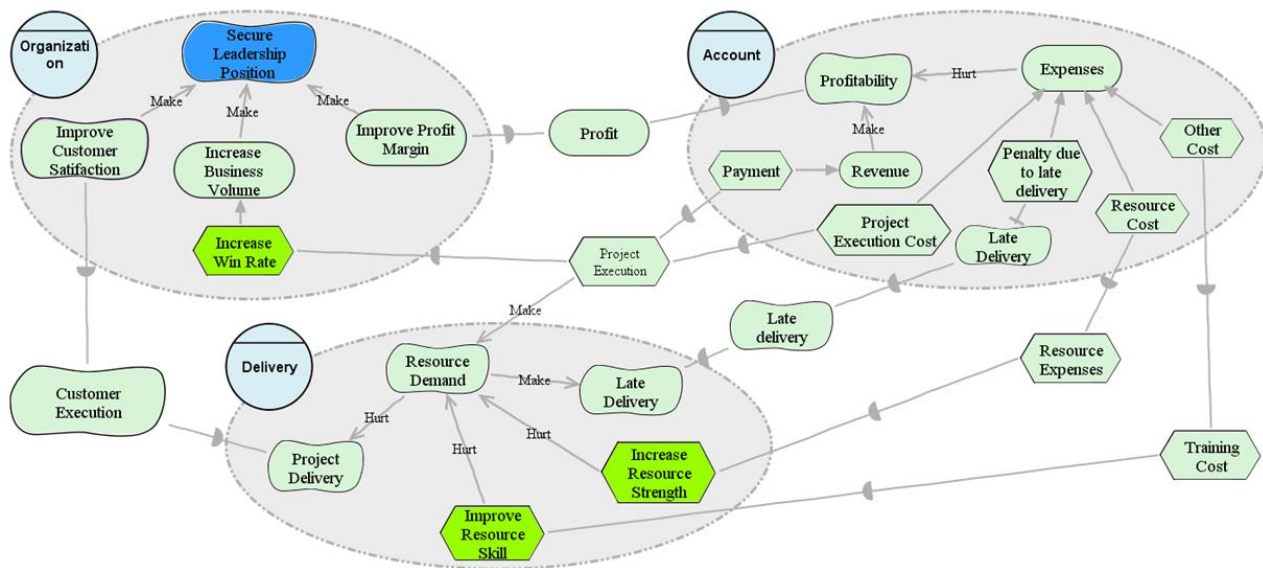 Organizati
on
Secure
Leadership
Position
Make
Make
Make
Improve
Customer
Satifaction
Increase
Business
Volume
Improve Profit
Margin
Increase
Win Rate
Profit
Account
Profitability
Hurt
Expenses
Make
Payment
Revenue
Penalty due
to late
delivery
Other
Cost
Resource
Cost
Project
Execution Cost
Late
Delivery
Project
Execution
Make
Late
delivery
Resource
Expenses
Training
Cost
Customer
Execution
Delivery
Resource
Demand
Make
Late
Delivery
Hurt
Hurt
Hurt
Project
Delivery
Increase
Resource
Strength
Improve
Resource
Skill